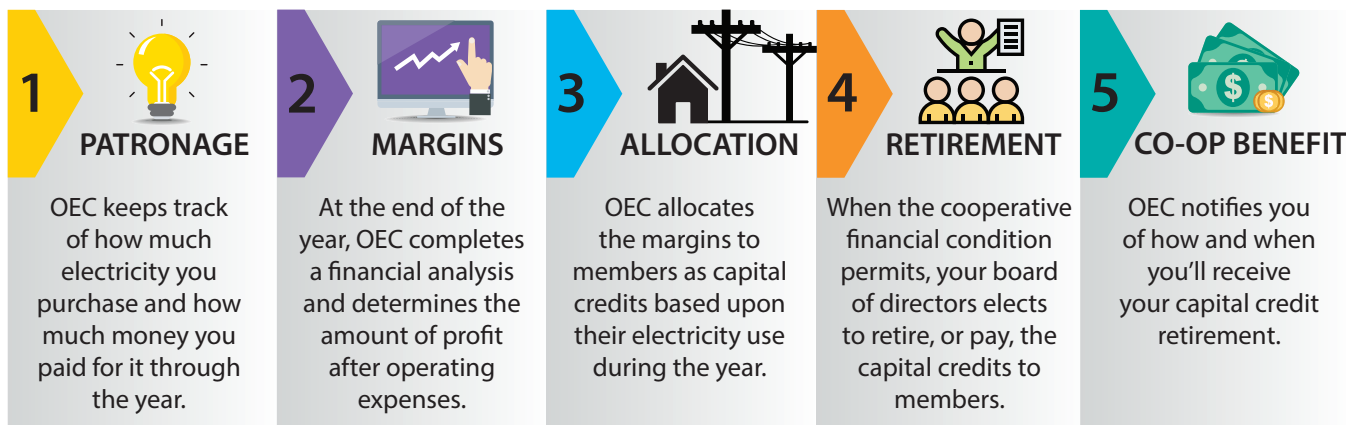 1
PATRONAGE
OEC keeps track
of how much
electricity you
purchase and how
much money you
paid for it through
the year.
2
MARGINS
At the end of the
year, OEC completes
a financial analysis
and determines the
amount of profit
after operating
expenses.
3
ALLOCATION
OEC allocates
the margins to
members as capital
credits based upon
their electricity use
during the year.
4
RETIREMENT
When the cooperative
financial condition
permits, your board
of directors elects
to retire, or pay, the
capital credits to
members.
5
$
$
CO-OP BENEFIT
OEC notifies you
of how and when
you’ll receive
your capital credit
retirement.